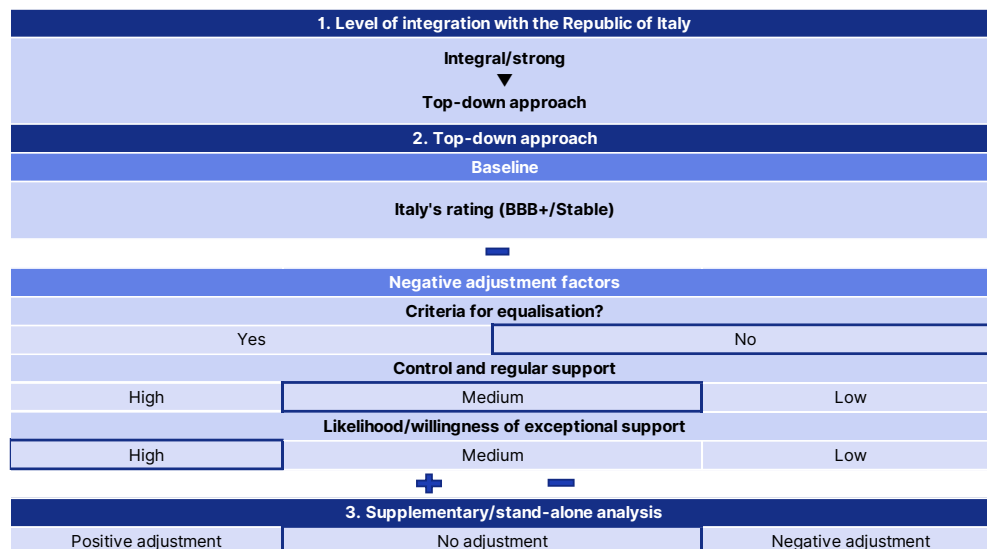 1. Level of integration with the Republic of Italy
Integral/strong
Top-down approach
2. Top-down approach
Baseline
Italy's rating (BBB+/Stable)
Negative adjustment factors
Criteria for equalisation?
Yes No
Control and regular support
High Medium Low
Likelihood/willingness of exceptional support
High Medium Low
3. Supplementary/stand-alone analysis
Positive adjustment No adjustment Negative adjustment